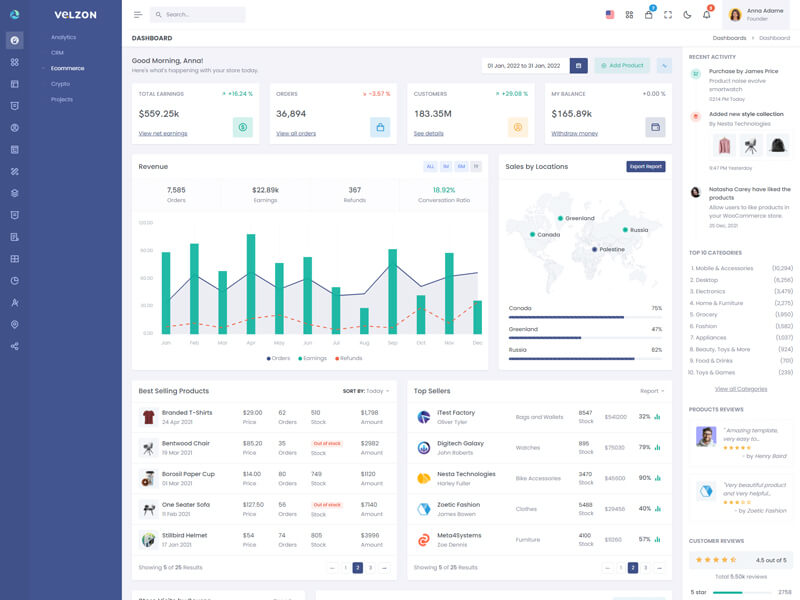 VELZON
Search...
7
5
Anna Adame
Founder
Analytics
CRM
Ecommerce
Crypto
Projects
DASHBOARD
Dashboards > Dashboard
Good Morning, Anna!
Here's what's happening with your store today.
01 Jan, 2022 to 31 Jan, 2022
Add Product
TOTAL EARNINGS
+16.24 %
$559.25k
View net earnings
ORDERS
-3.57 %
36,894
View all orders
CUSTOMERS
+29.08 %
183.35M
See details
MY BALANCE
+0.00 %
$165.89k
Withdraw money
Revenue
ALL 1M 6M 1Y
7,585
Orders
$22.89k
Earnings
367
Refunds
18.92%
Conversation Ratio
120.00
90.00
60.00
30.00
0.00
Jan Feb Mar Apr May Jun Jul Aug Sep Oct Nov Dec
Orders Earnings Refunds
Sales by Locations
Export Report
Greenland
Canada
Russia
Palestine
Canada 75%
Greenland 47%
Russia 82%
Best Selling Products
SORT BY: Today
Branded T-Shirts $29.00 62 510 $1,798
24 Apr 2021 Price Orders Stock Amount
Bentwood Chair $85.20 35 Out of stock $2982
19 Mar 2021 Price Orders Stock Amount
Borosil Paper Cup $14.00 80 749 $1120
01 Mar 2021 Price Orders Stock Amount
One Seater Sofa $127.50 56 Out of stock $7140
11 Feb 2021 Price Orders Stock Amount
Stillbird Helmet $54 74 805 $3996
17 Jan 2021 Price Orders Stock Amount
Showing 5 of 25 Results
← 1 2 3 →
Top Sellers
Report
iTest Factory
Oliver Tyler
Bags and Wallets
8547
Stock
$541200
32%
Digitech Galaxy
John Roberts
Watches
895
Stock
$75030
79%
Nesta Technologies
Harley Fuller
Bike Accessories
3470
Stock
$45600
90%
Zoetic Fashion
James Bowen
Clothes
5488
Stock
$29456
40%
Meta4Systems
Zoe Dennis
Furniture
4100
Stock
$11260
57%
Showing 5 of 25 Results
← 1 2 3 →
RECENT ACTIVITY
Purchase by James Price
Product noise evolve
smartwatch
02:14 PM Today
Added new style collection
By Nesta Technologies
9:47 PM Yesterday
Natasha Carey have liked the
products
Allow users to like products in
your WooCommerce store.
25 Dec, 2021
TOP 10 CATEGORIES
1. Mobile & Accessories (10,294)
2. Desktop (6,256)
3. Electronics (3,479)
4. Home & Furniture (2,275)
5. Grocery (1,950)
6. Fashion (1,582)
7. Appliances (1,037)
8. Beauty, Toys & More (924)
9. Food & Drinks (701)
10. Toys & Games (239)
View all Categories
PRODUCTS REVIEWS
" Amazing template,
very easy to...
- by Henry Baird
"Very beautiful product
and Very helpful...
- by Zoetic Fashion
CUSTOMER REVIEWS
4.5 out of 5
Total 5.50k reviews
5 star 2758